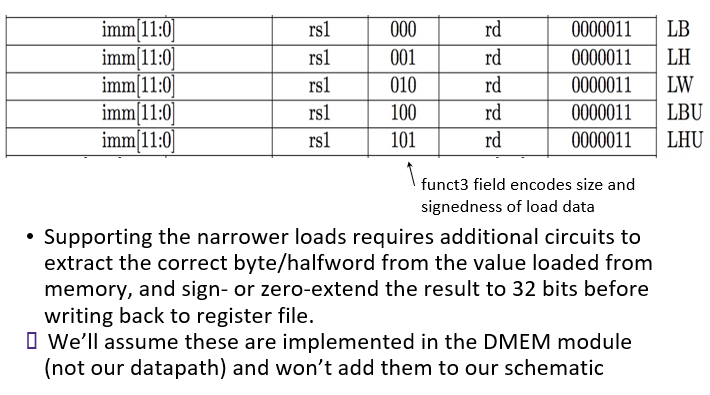 imm[11:0] rs1 000 rd 0000011 LB
imm[11:0] rs1 001 rd 0000011 LH
imm[11:0] rs1 010 rd 0000011 LW
imm[11:0] rs1 100 rd 0000011 LBU
imm[11:0] rs1 101 rd 0000011 LHU
funct3 field encodes size and
signedness of load data
• Supporting the narrower loads requires additional circuits to
extract the correct byte/halfword from the value loaded from
memory, and sign- or zero-extend the result to 32 bits before
writing back to register file.
▯ We’ll assume these are implemented in the DMEM module
(not our datapath) and won’t add them to our schematic